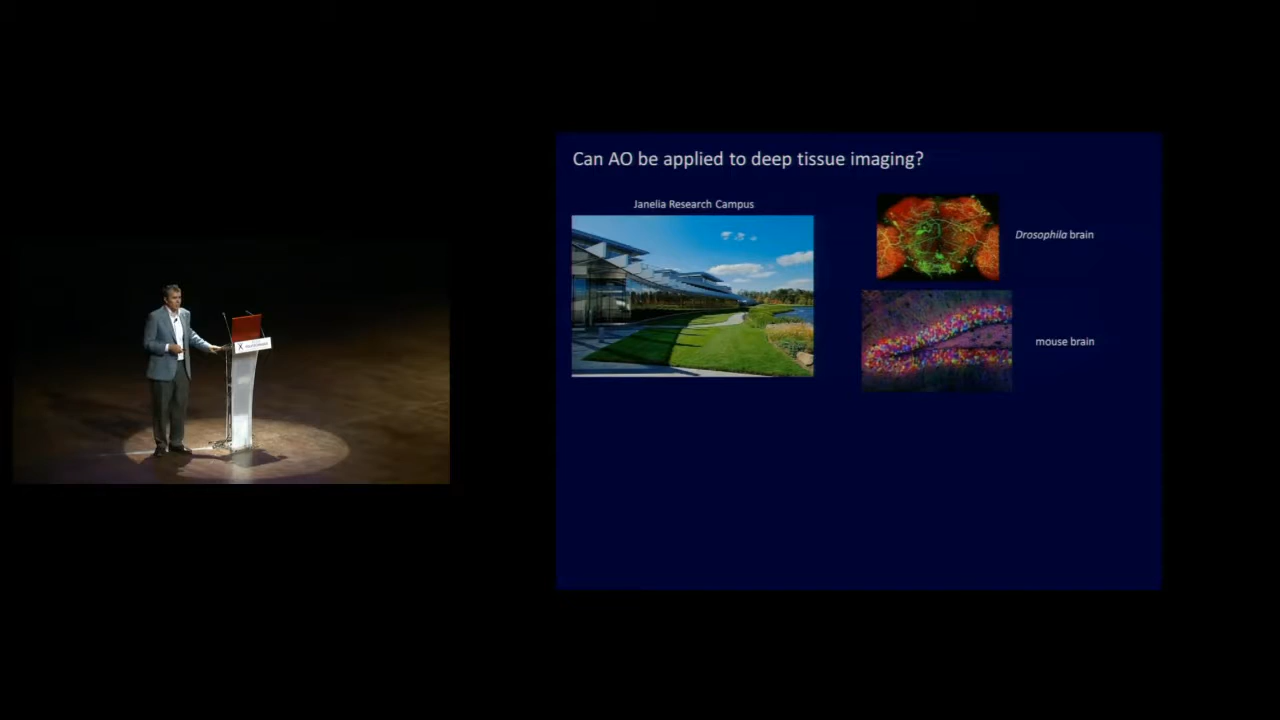 Can AO be applied to deep tissue imaging?
Janelia Research Campus
Drosophila brain
mouse brain